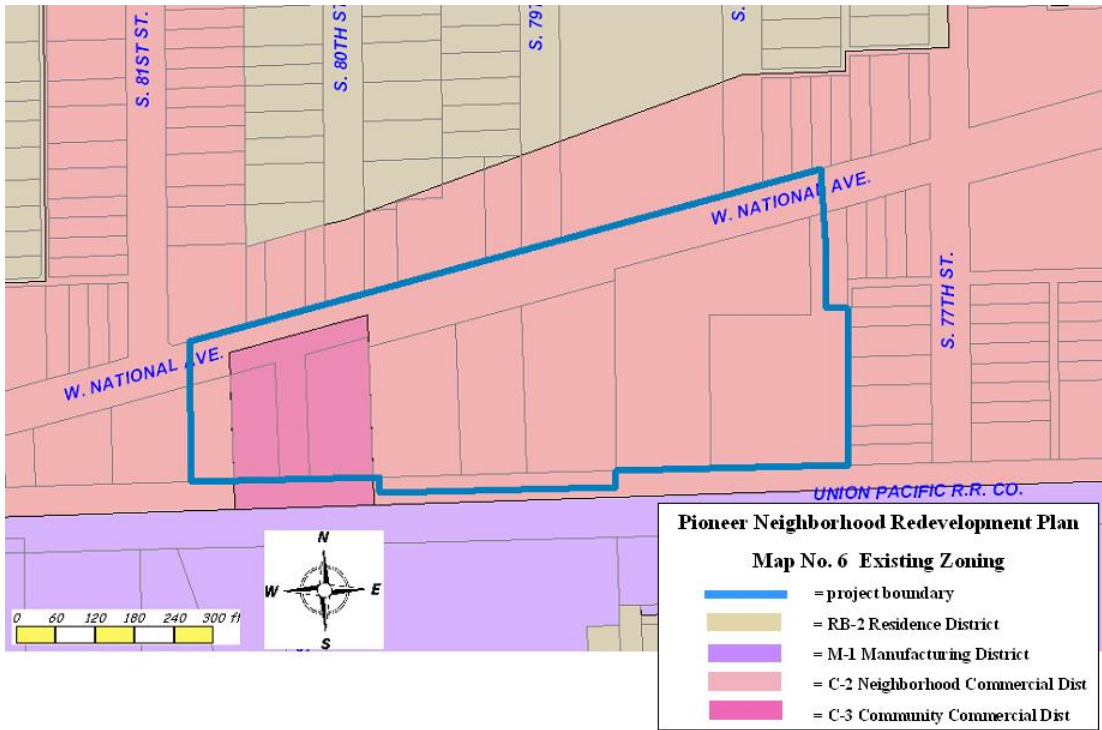 S. 81ST ST.
S. 80TH ST
S. 79T
S.
W. NATIONAL AVE.
W. NATIONAL AVE.
S. 77TH ST.
UNION PACIFIC R.R. CO.
N
W E
S
0 60 120 180 240 300 ft
Pioneer Neighborhood Redevelopment Plan
Map No. 6 Existing Zoning
= project boundary
= RB-2 Residence District
= M-1 Manufacturing District
= C-2 Neighborhood Commercial Dist
= C-3 Community Commercial Dist